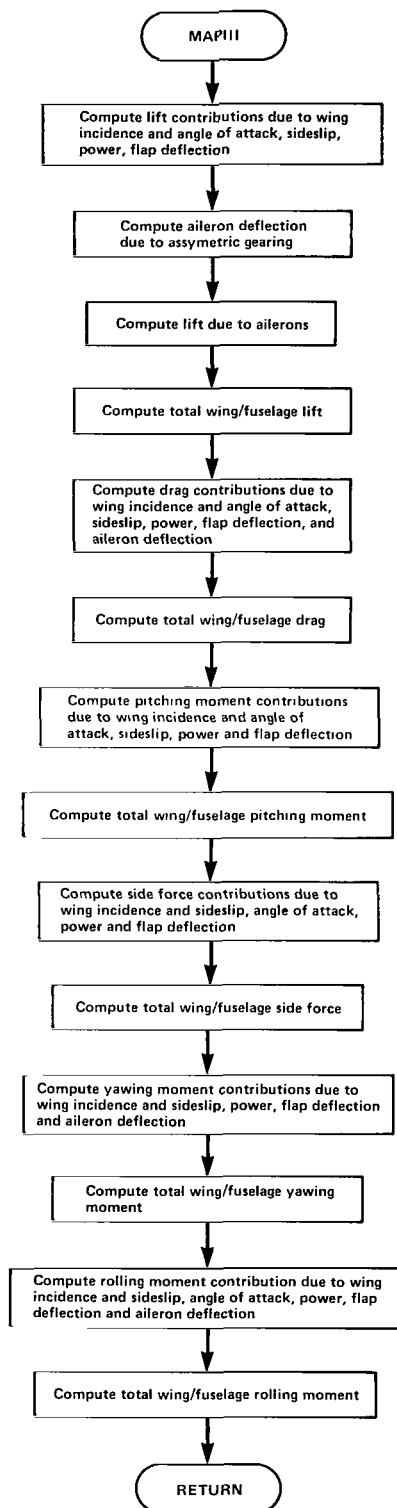 MAPIII
Compute lift contributions due to wing
incidence and angle of attack, sideslip,
power, flap deflection
Compute aileron deflection
due to assymetric gearing
Compute lift due to ailerons
Compute total wing/fuselage lift
Compute drag contributions due to
wing incidence and angle of attack,
sideslip, power, flap deflection, and
aileron deflection
Compute total wing/fuselage drag
Compute pitching moment contributions
due to wing incidence and angle of
attack, sideslip, power and flap deflection
Compute total wing/fuselage pitching moment
Compute side force contributions due to
wing incidence and sideslip, angle of attack,
power and flap deflection
Compute total wing/fuselage side force
Compute yawing moment contributions due to
wing incidence and sideslip, power, flap deflection
and aileron deflection
Compute total wing/fuselage yawing
moment
Compute rolling moment contribution due to wing
incidence and sideslip, angle of attack, power, flap
deflection and aileron deflection
Compute total wing/fuselage rolling moment
RETURN